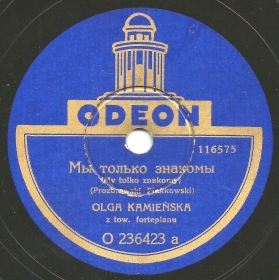 ODEON
116575
Мы только знакомы
(My tolko znakomy)
OLGA KAMIEŃSKA
z tow. fortepianu
O 236423 a